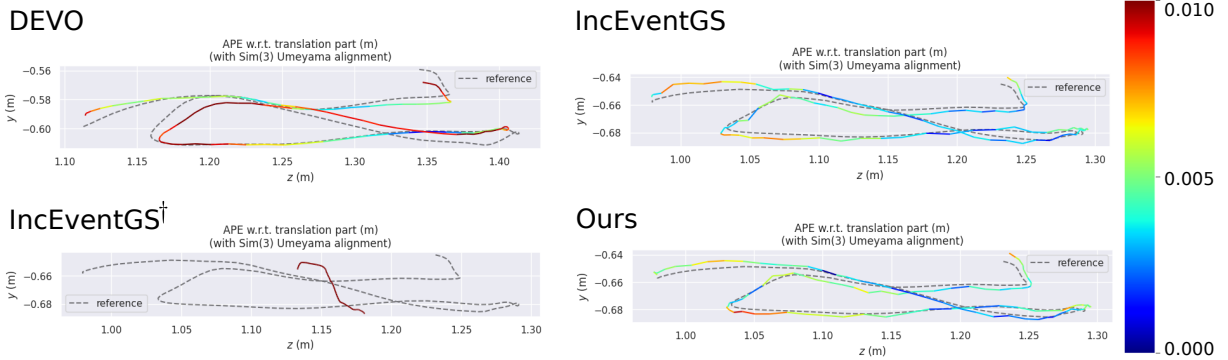 DEVO
APE w.r.t. translation part (m)
(with Sim(3) Umeyama alignment)
reference
y (m)
−0.56
−0.58
−0.60
1.10 1.15 1.20 1.25 1.30 1.35 1.40
z (m)
IncEventGS
APE w.r.t. translation part (m)
(with Sim(3) Umeyama alignment)
reference
y (m)
−0.64
−0.66
−0.68
1.00 1.05 1.10 1.15 1.20 1.25 1.30
z (m)
IncEventGS†
APE w.r.t. translation part (m)
(with Sim(3) Umeyama alignment)
reference
y (m)
−0.66
−0.68
1.00 1.05 1.10 1.15 1.20 1.25 1.30
z (m)
Ours
APE w.r.t. translation part (m)
(with Sim(3) Umeyama alignment)
reference
y (m)
−0.64
−0.66
−0.68
1.00 1.05 1.10 1.15 1.20 1.25 1.30
z (m)
0.010
0.005
0.000